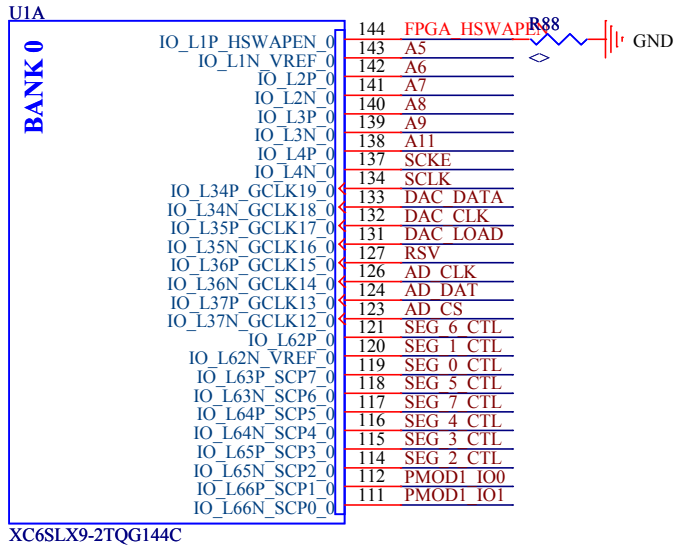 U1A
BANK 0
IO_L1P_HSWAPEN_0 144 FPGA_HSWAPEN R88 GND
<>
IO_L1N_VREF_0 143 A5
IO_L2P_0 142 A6
IO_L2N_0 141 A7
IO_L3P_0 140 A8
IO_L3N_0 139 A9
IO_L4P_0 138 A11
IO_L4N_0 137 SCKE
IO_L34P_GCLK19_0 134 SCLK
IO_L34N_GCLK18_0 133 DAC_DATA
IO_L35P_GCLK17_0 132 DAC_CLK
IO_L35N_GCLK16_0 131 DAC_LOAD
IO_L36P_GCLK15_0 127 RSV
IO_L36N_GCLK14_0 126 AD_CLK
IO_L37P_GCLK13_0 124 AD_DAT
IO_L37N_GCLK12_0 123 AD_CS
IO_L62P_0 121 SEG_6_CTL
IO_L62N_VREF_0 120 SEG_1_CTL
IO_L63P_SCP7_0 119 SEG_0_CTL
IO_L63N_SCP6_0 118 SEG_5_CTL
IO_L64P_SCP5_0 117 SEG_7_CTL
IO_L64N_SCP4_0 116 SEG_4_CTL
IO_L65P_SCP3_0 115 SEG_3_CTL
IO_L65N_SCP2_0 114 SEG_2_CTL
IO_L66P_SCP1_0 112 PMOD1_IO0
IO_L66N_SCP0_0 111 PMOD1_IO1
XC6SLX9-2TQG144C